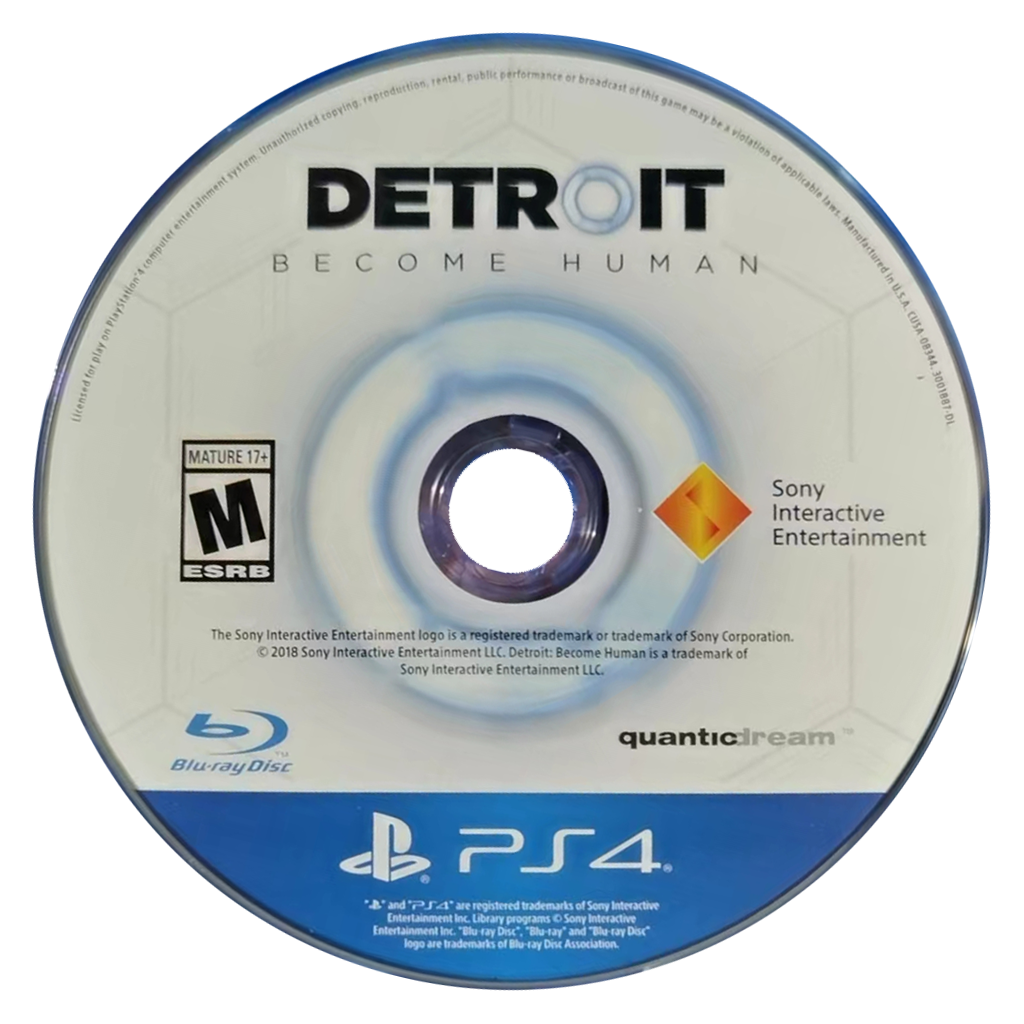 Licensed for play on PlayStation®4 computer entertainment system. Unauthorized copying, reproduction, rental, public performance or broadcast of this game may be a violation of applicable laws. Manufactured in U.S.A. CUSA-08344. 3001887-DL
DETROIT
BECOME HUMAN
MATURE 17+
M
ESRB
Sony
Interactive
Entertainment
The Sony Interactive Entertainment logo is a registered trademark or trademark of Sony Corporation.
© 2018 Sony Interactive Entertainment LLC. Detroit: Become Human is a trademark of
Sony Interactive Entertainment LLC.
Blu-ray Disc™
quanticdream™
PS4®
" " and "PS4" are registered trademarks of Sony Interactive
Entertainment Inc. Library programs © Sony Interactive
Entertainment Inc. "Blu-ray Disc", "Blu-ray" and "Blu-ray Disc"
logo are trademarks of Blu-ray Disc Association.